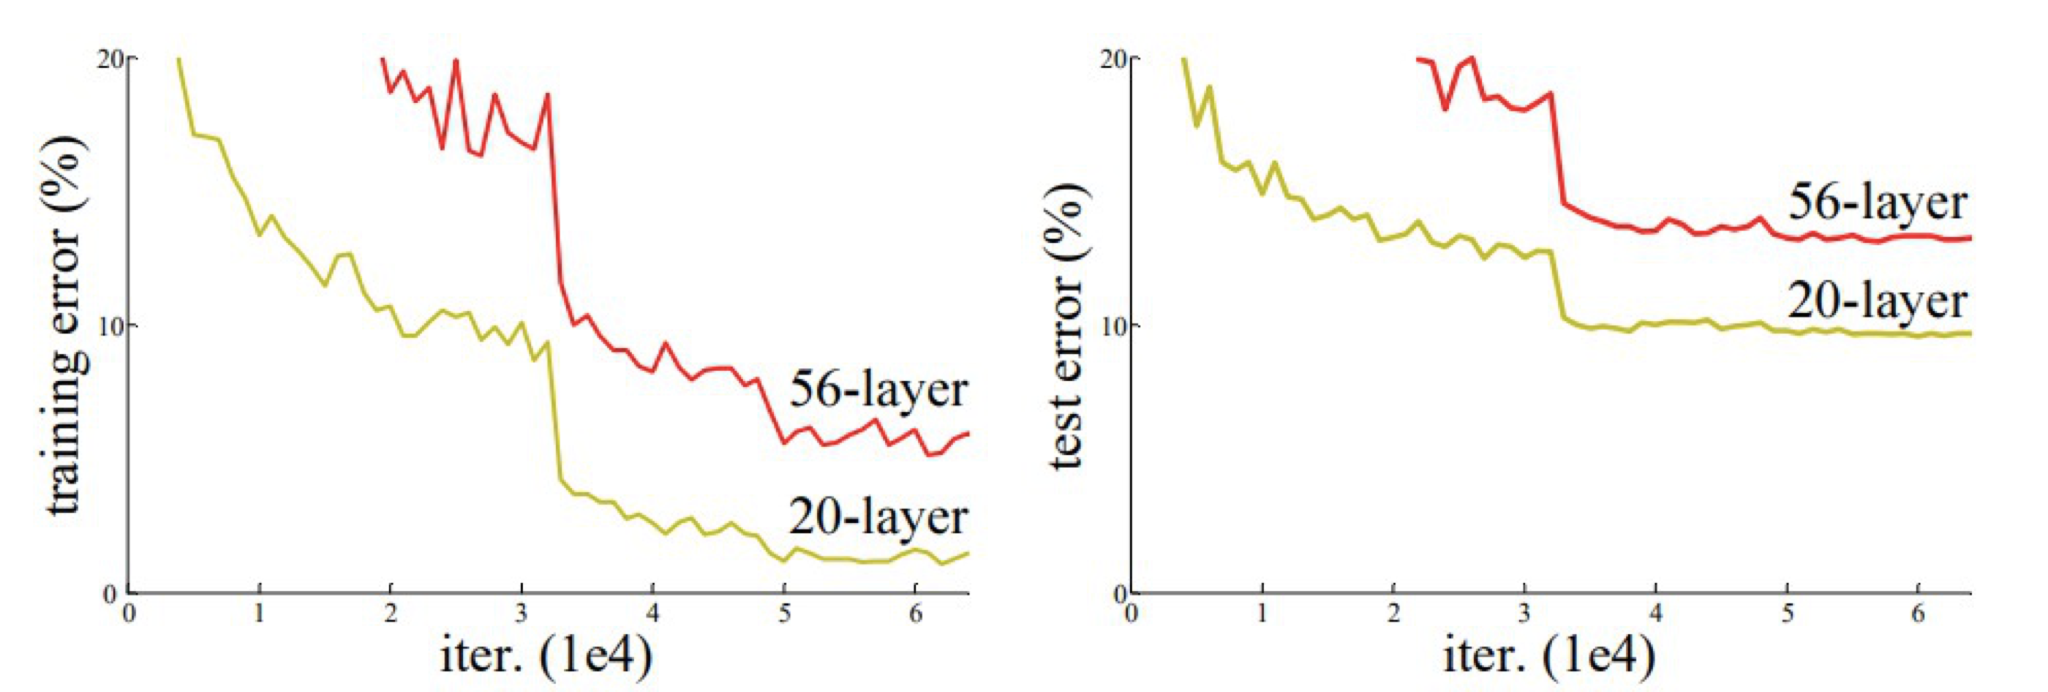 20
10
0
training error (%)
56-layer
20-layer
0 1 2 3 4 5 6
iter. (1e4)
20
10
0
test error (%)
56-layer
20-layer
0 1 2 3 4 5 6
iter. (1e4)